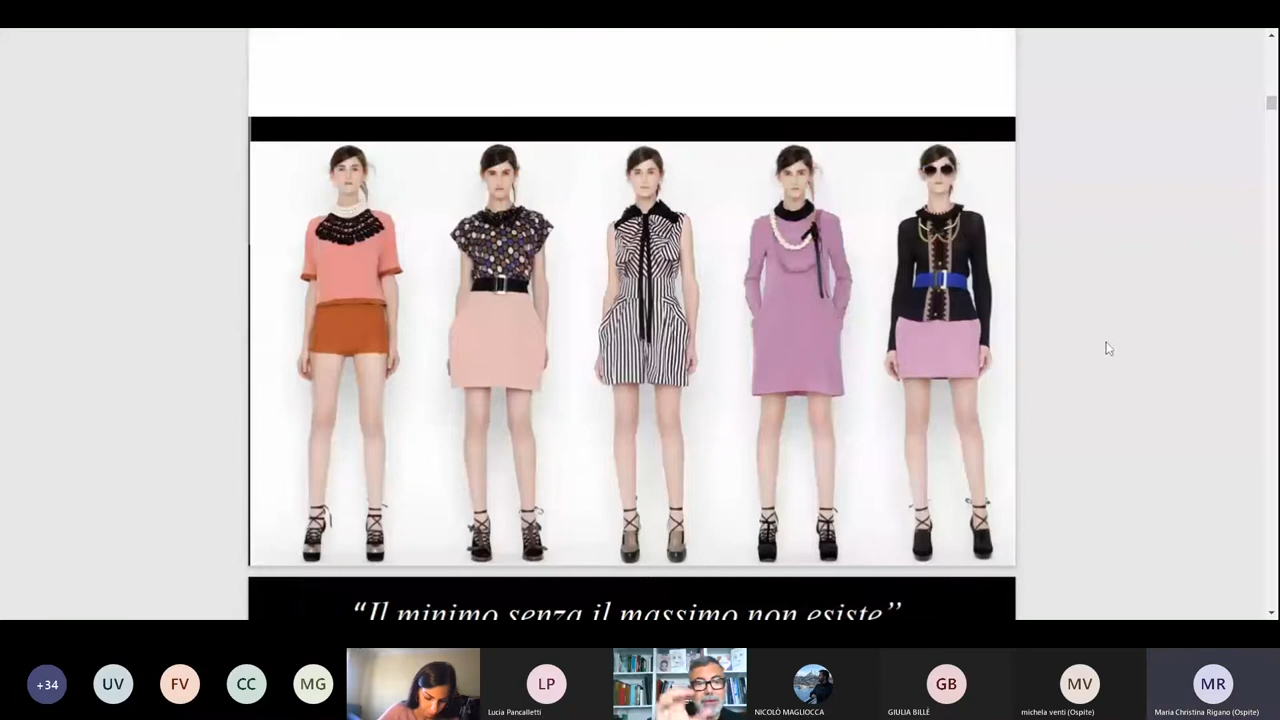 “Il minimo senza il massimo non esiste”
+34
UV
FV
CC
MG
LP
Lucia Pancalletti
NICOLÒ MAGLIOCCA
GB
GIULIA BILLÉ
MV
michela venti (Ospite)
MR
Maria Christina Rigano (Ospite)